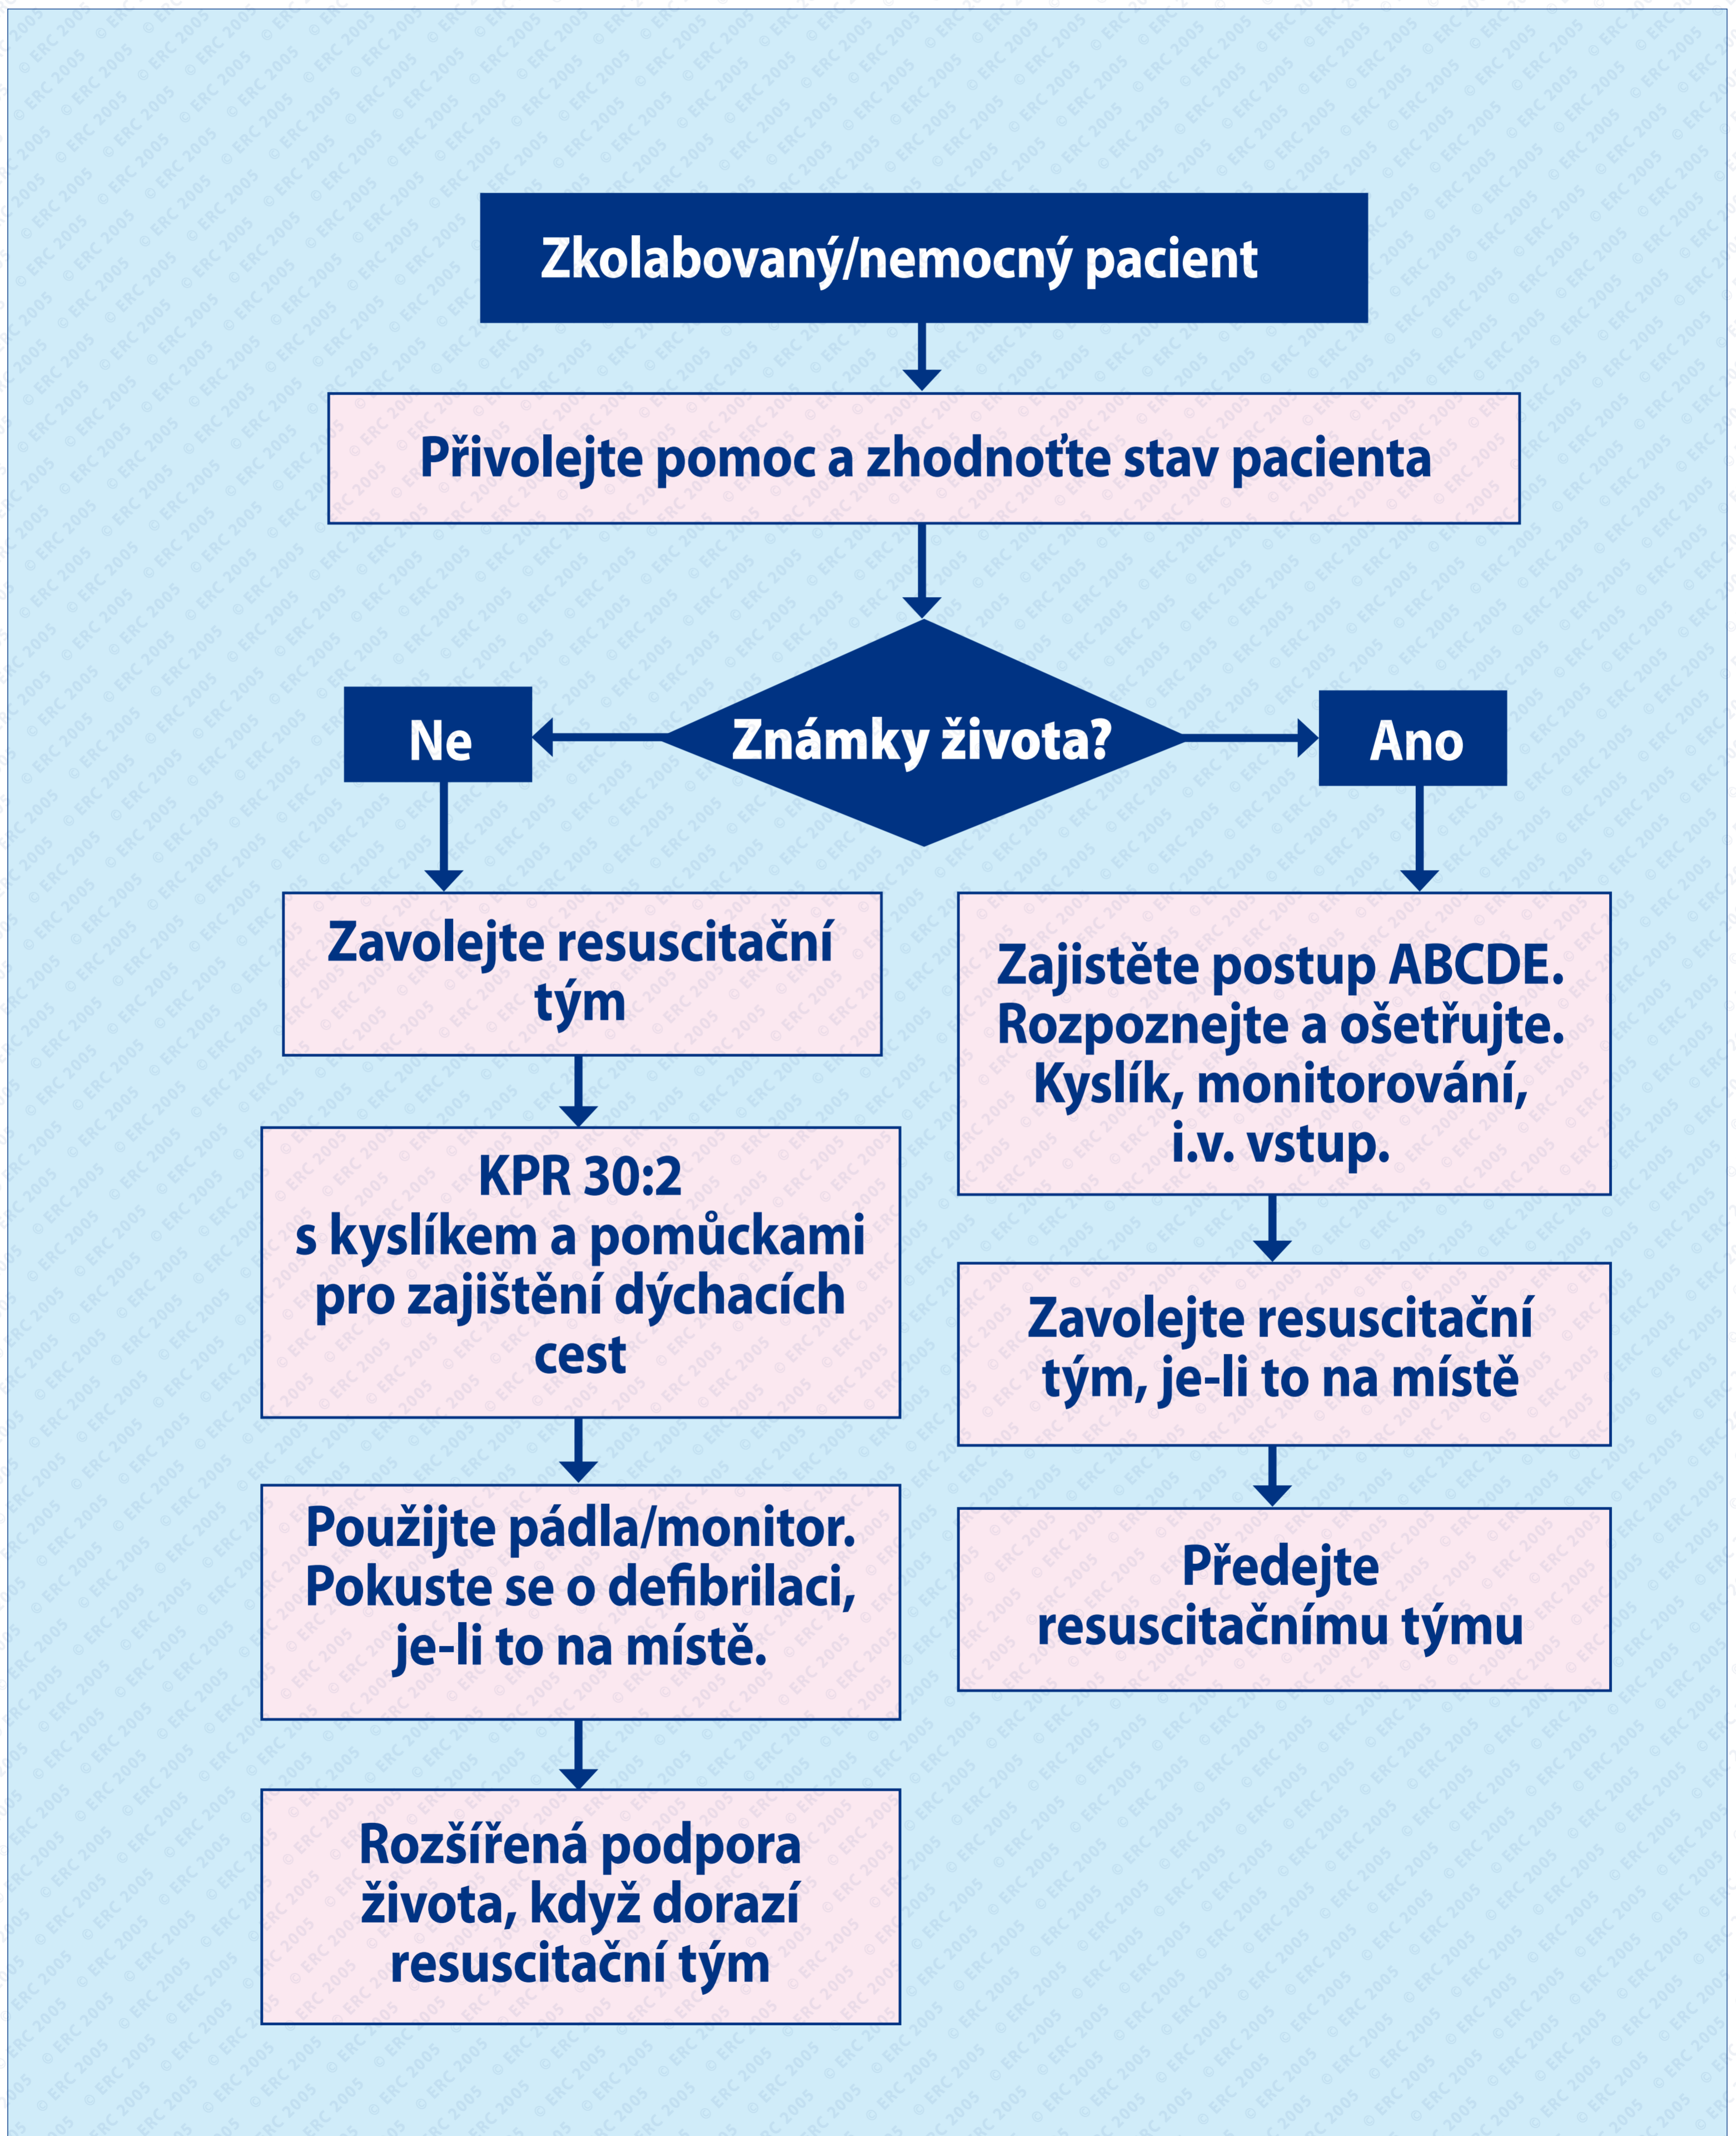 Zkolabovaný/nemocný pacient
Přivolejte pomoc a zhodnoťte stav pacienta
Známky života?
Ne
Ano
Zavolejte resuscitační
tým
KPR 30:2
s kyslíkem a pomůckami
pro zajištění dýchacích
cest
Použijte pádla/monitor.
Pokuste se o defibrilaci,
je-li to na místě.
Rozšířená podpora
života, když dorazí
resuscitační tým
Zajistěte postup ABCDE.
Rozpoznejte a ošetřujte.
Kyslík, monitorování,
i.v. vstup.
Zavolejte resuscitační
tým, je-li to na místě
Předejte
resuscitačnímu týmu
© ERC 2005